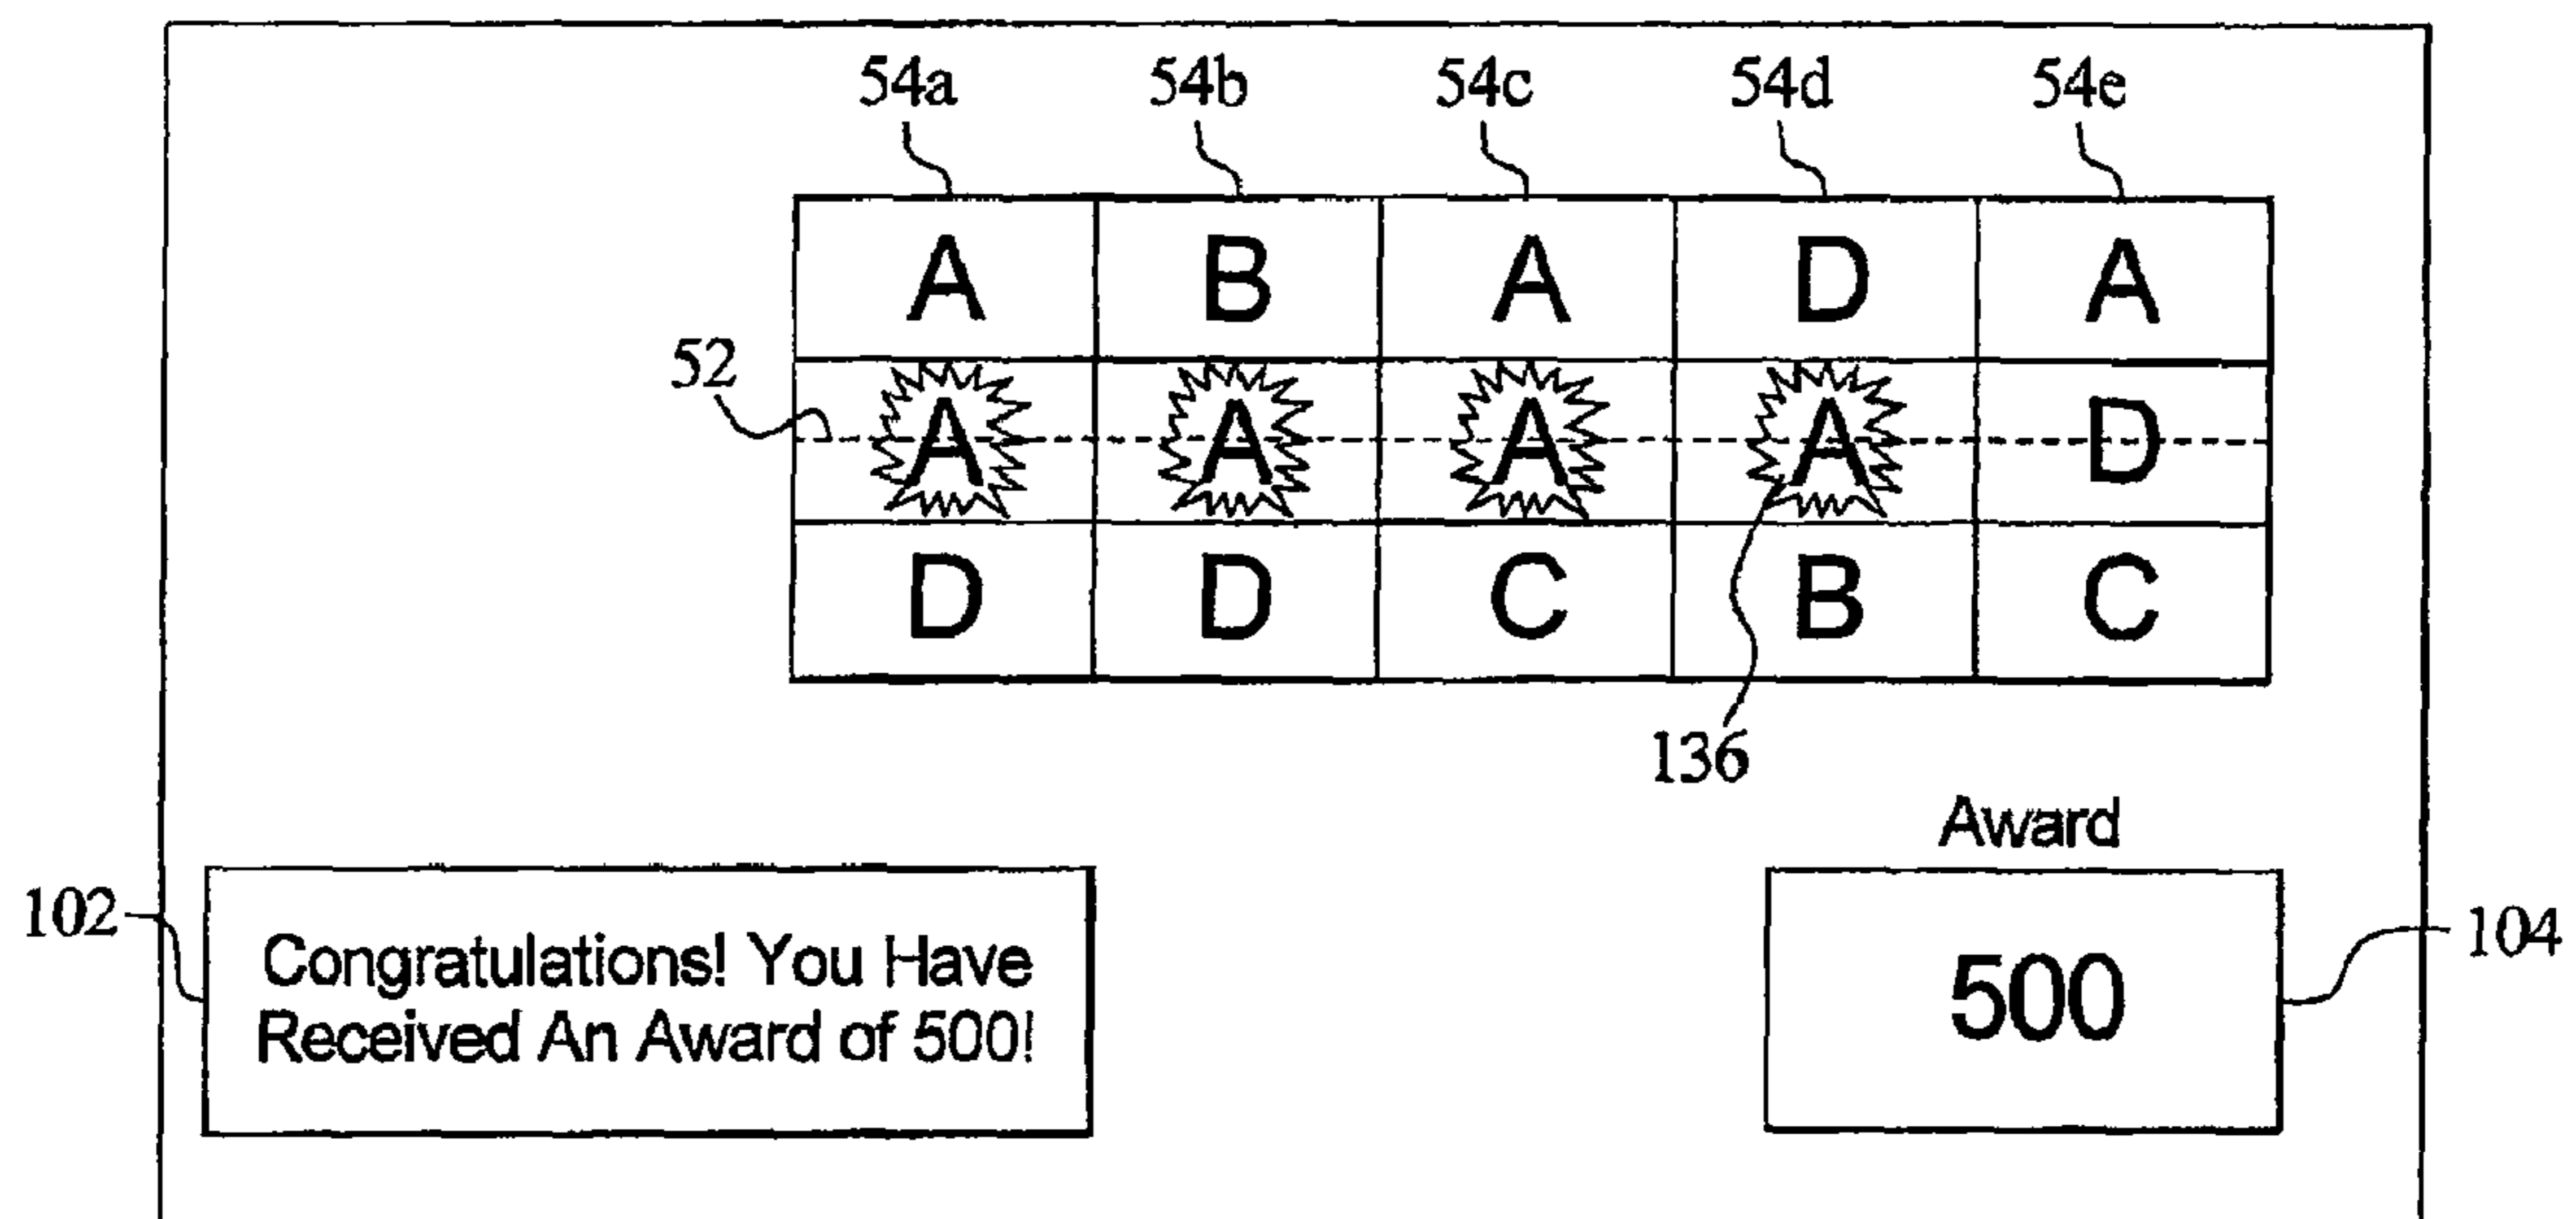 54a 54b 54c 54d 54e
A B A D A
52
A A A A D
D D C B C
136
Award
102
Congratulations! You Have
Received An Award of 500!
500
104